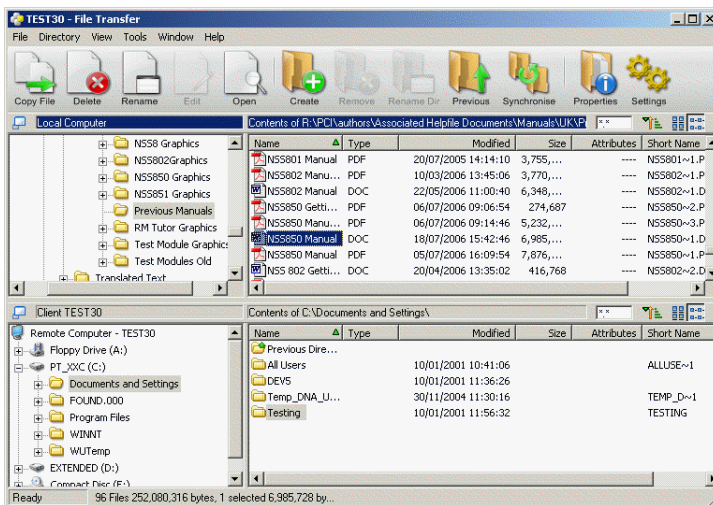 TEST30 - File Transfer
File Directory View Tools Window Help
Copy File Delete Rename Edit Open Create Remove Rename Dir Previous Synchronise Properties Settings
Local Computer
Contents of R:\PCI\authors\Associated Helpfile Documents\Manuals\UK\P
*.*
NSS8 Graphics
NSS802Graphics
NSS850 Graphics
NSS851 Graphics
Previous Manuals
RM Tutor Graphics
Test Module Graphics
Test Modules Old
Translated Text
Name Type Modified Size Attributes Short Name
NSS801 Manual PDF 20/07/2005 14:14:10 3,755,... ---- NSS801~1.P
NSS802 Manu... PDF 10/03/2006 13:45:06 3,770,... ---- NSS802~1.P
NSS802 Manual DOC 22/05/2006 11:00:40 6,348,... ---- NSS802~1.D
NSS850 Getti... PDF 06/07/2006 09:06:54 274,687 ---- NSS850~2.P
NSS850 Manu... PDF 06/07/2006 09:14:46 5,232,... ---- NSS850~3.P
NSS850 Manual DOC 18/07/2006 15:42:46 6,985,... ---- NSS850~1.D
NSS850 Manual PDF 05/07/2006 16:09:54 7,876,... ---- NSS850~1.P
NSS 802 Getti... DOC 20/04/2006 13:35:02 416,768 ---- NSS802~2.D
Client TEST30
Contents of C:\Documents and Settings\
*.*
Remote Computer - TEST30
Floppy Drive (A:)
PT_XXC (C:)
Documents and Settings
FOUND.000
Program Files
WINNT
WUTemp
EXTENDED (D:)
Compact Disc (E:)
Name Type Modified Size Attributes Short Name
Previous Dire...
All Users 10/01/2001 10:41:06 ALLUSE~1
DEV5 10/01/2001 11:36:26
Temp_DNA_U... 30/11/2004 11:30:16 TEMP_D~1
Testing 10/01/2001 11:56:32 TESTING
Ready 96 Files 252,080,316 bytes, 1 selected 6,985,728 by...